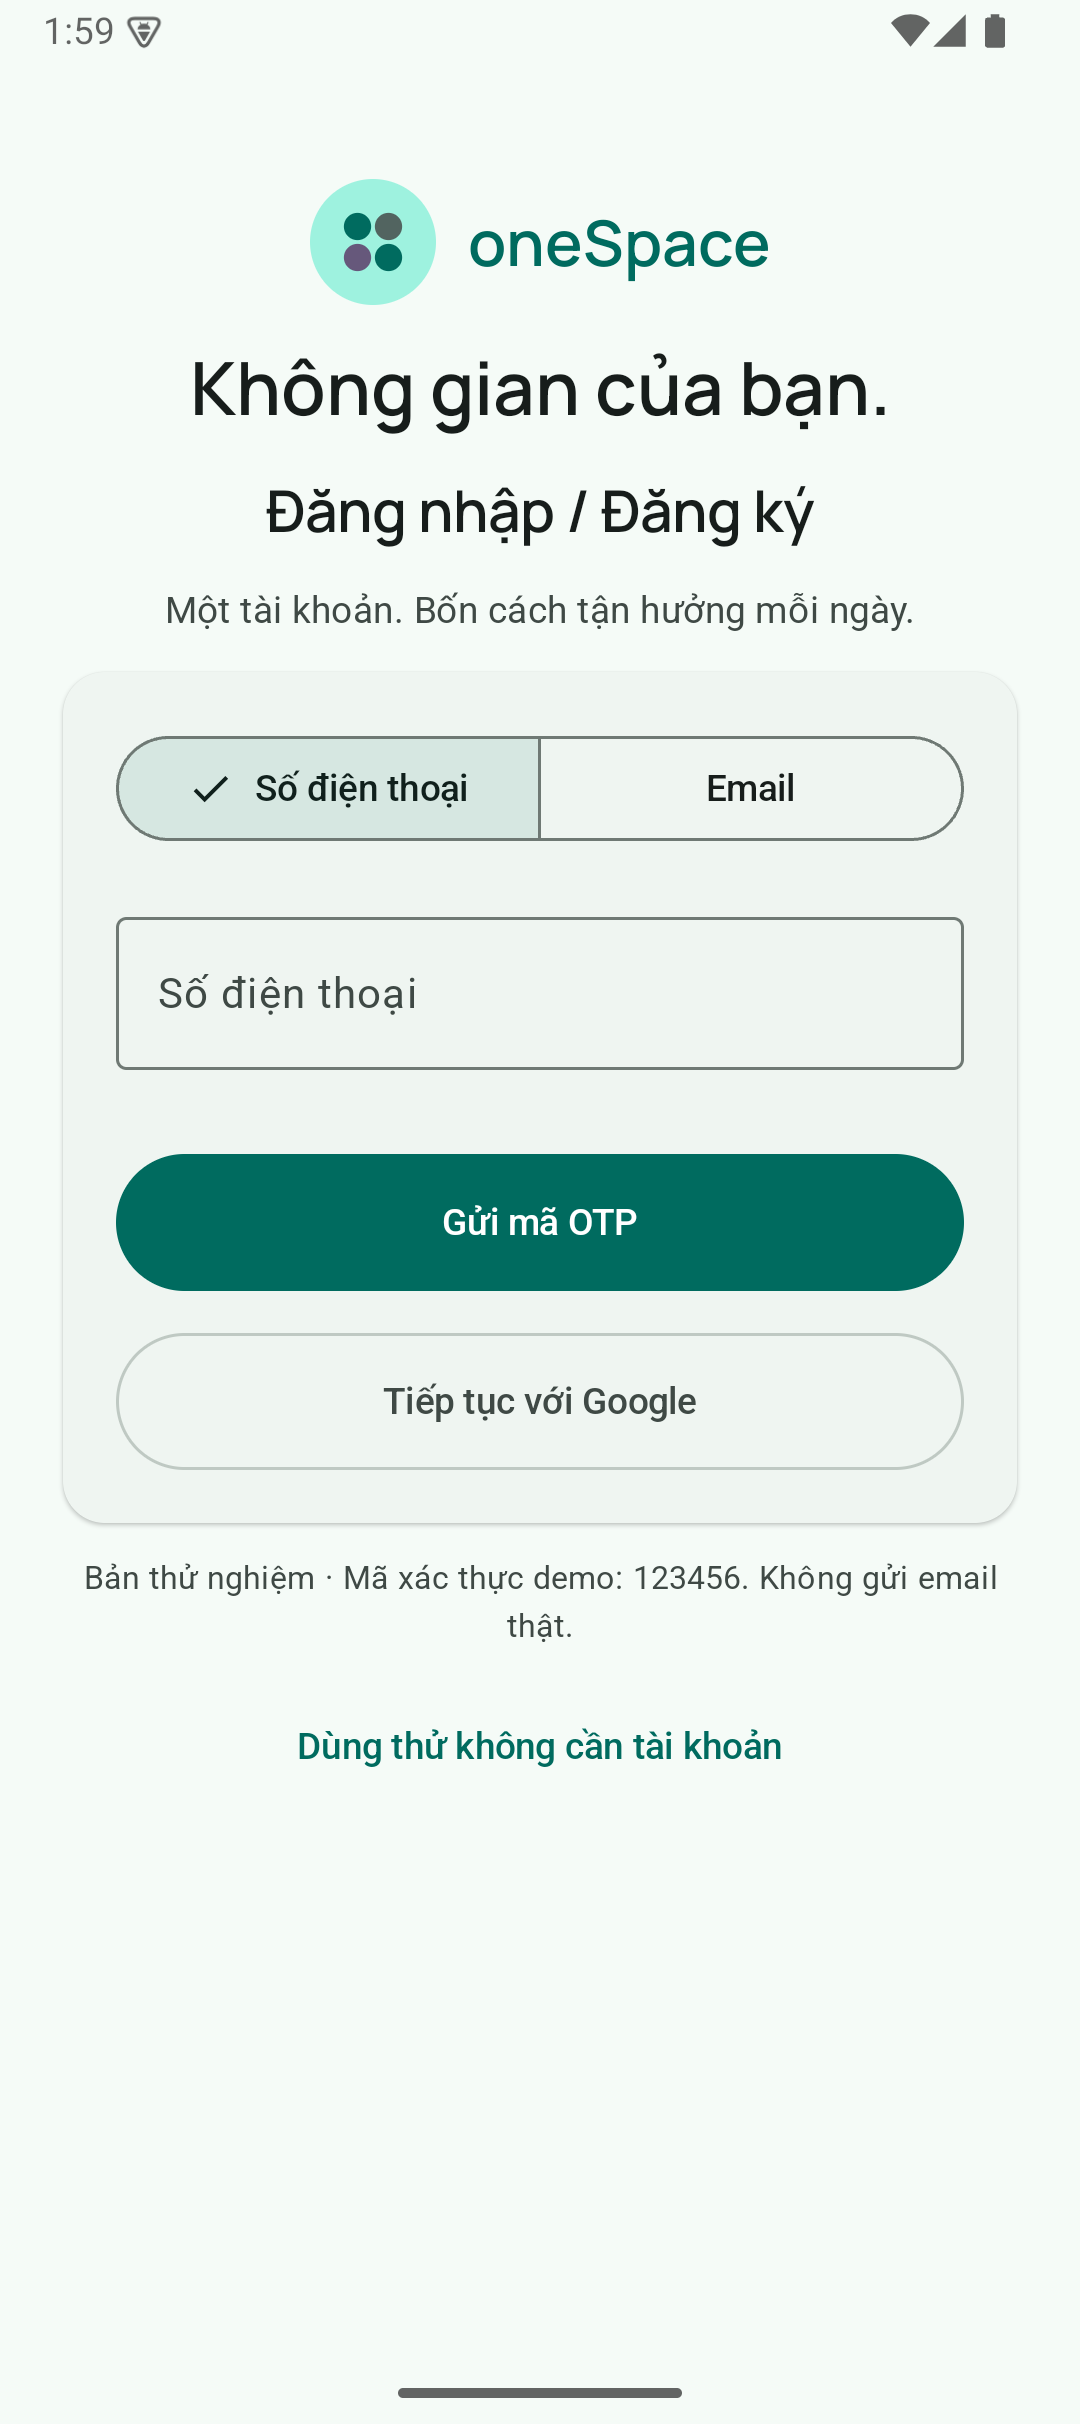 1:59
oneSpace
Không gian của bạn.
Đăng nhập / Đăng ký
Một tài khoản. Bốn cách tận hưởng mỗi ngày.
Số điện thoại
Email
Số điện thoại
Gửi mã OTP
Tiếp tục với Google
Bản thử nghiệm · Mã xác thực demo: 123456. Không gửi email
thật.
Dùng thử không cần tài khoản